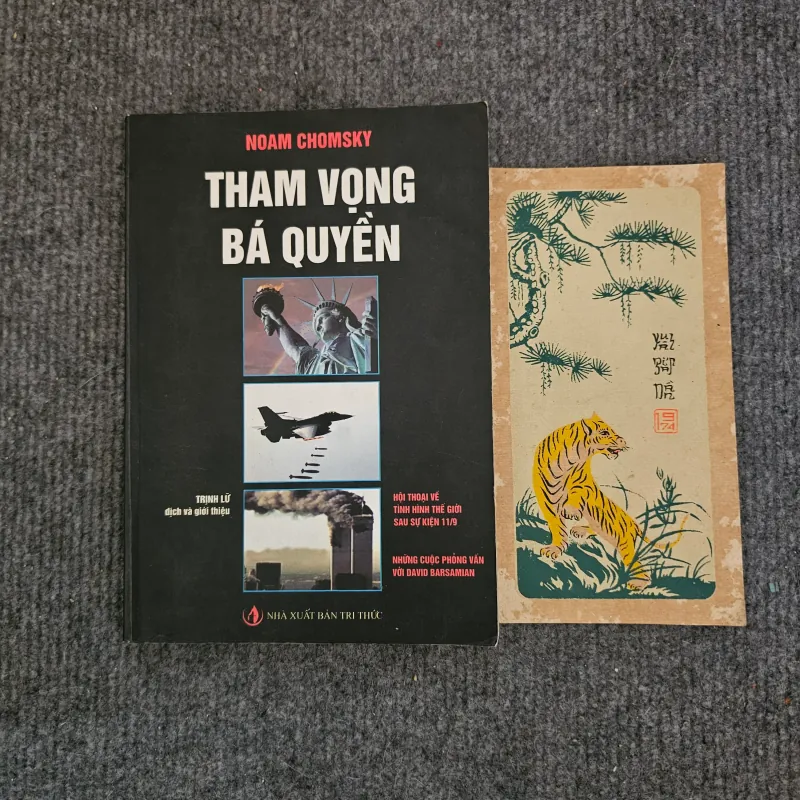 NOAM CHOMSKY
THAM VỌNG
BÁ QUYỀN
TRỊNH LỮ
dịch và giới thiệu
HỘI THOẠI VỀ
TÌNH HÌNH THẾ GIỚI
SAU SỰ KIỆN 11/9
NHỮNG CUỘC PHỎNG VẤN
VỚI DAVID BARSAMIAN
NHÀ XUẤT BẢN TRI THỨC
1974